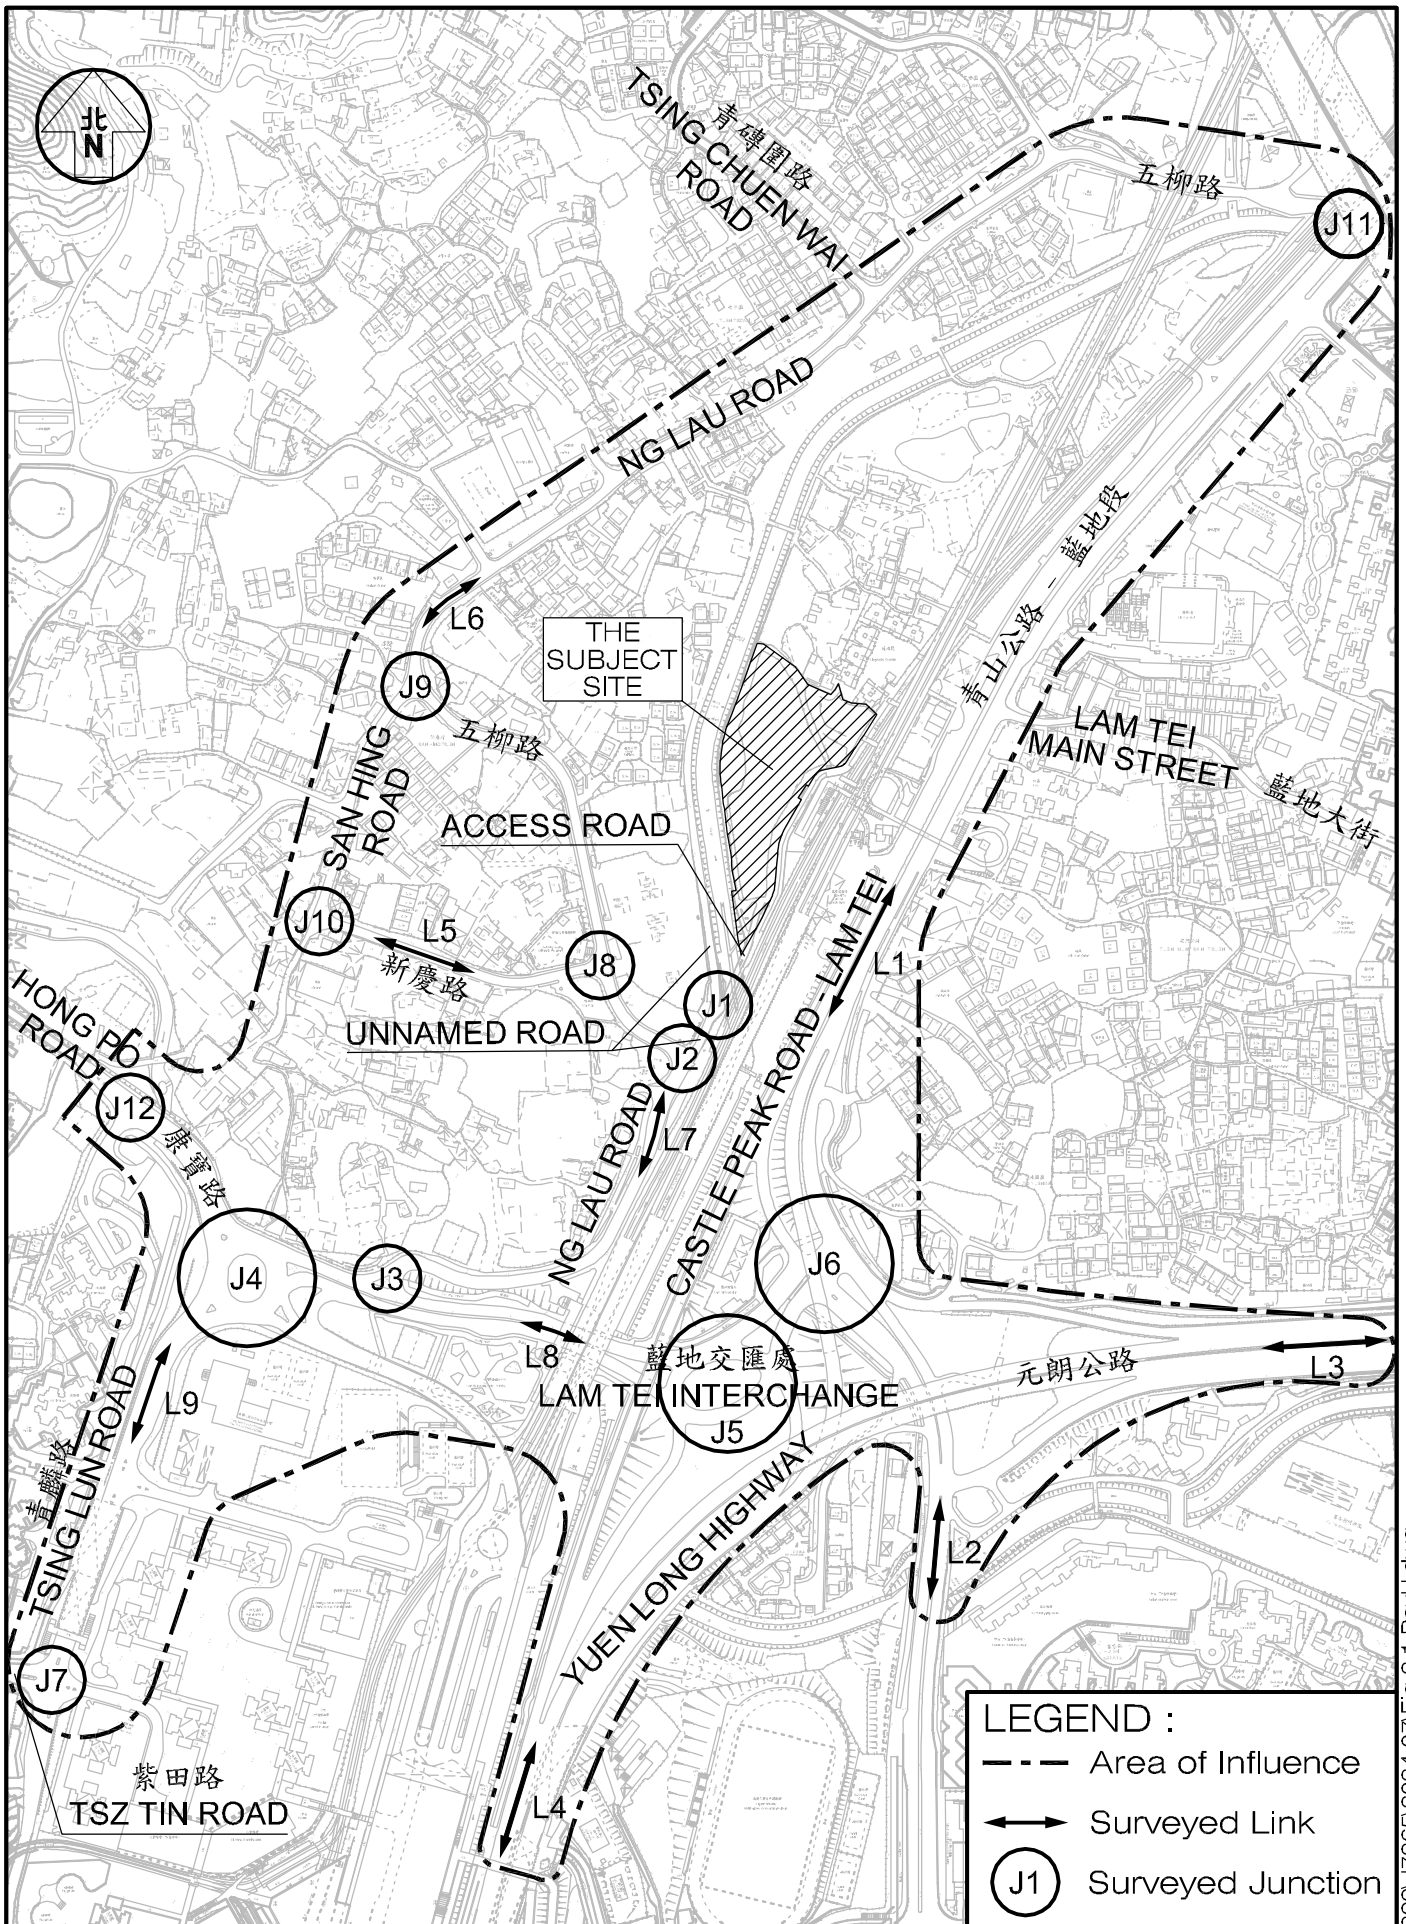 北
N
TSING CHUEN WAI
ROAD
青磚圍路
五柳路
J11
NG LAU ROAD
青山公路 - 藍地段
L6
THE
SUBJECT
SITE
J9
五柳路
LAM TEI
MAIN STREET
藍地大街
SAN HING
ROAD
ACCESS ROAD
J10
L5
新慶路
J8
L1
CASTLE PEAK ROAD - LAM TEI
HONG PO
ROAD
UNNAMED ROAD
J1
J2
J12
康寶路
NG LAU ROAD
L7
J4
J3
J6
L8
藍地交匯處
LAM TEI INTERCHANGE
J5
元朗公路
L3
L9
青麟路
TSING LUN ROAD
YUEN LONG HIGHWAY
L2
J7
紫田路
TSZ TIN ROAD
L4
LEGEND :
Area of Influence
Surveyed Link
J1
Surveyed Junction